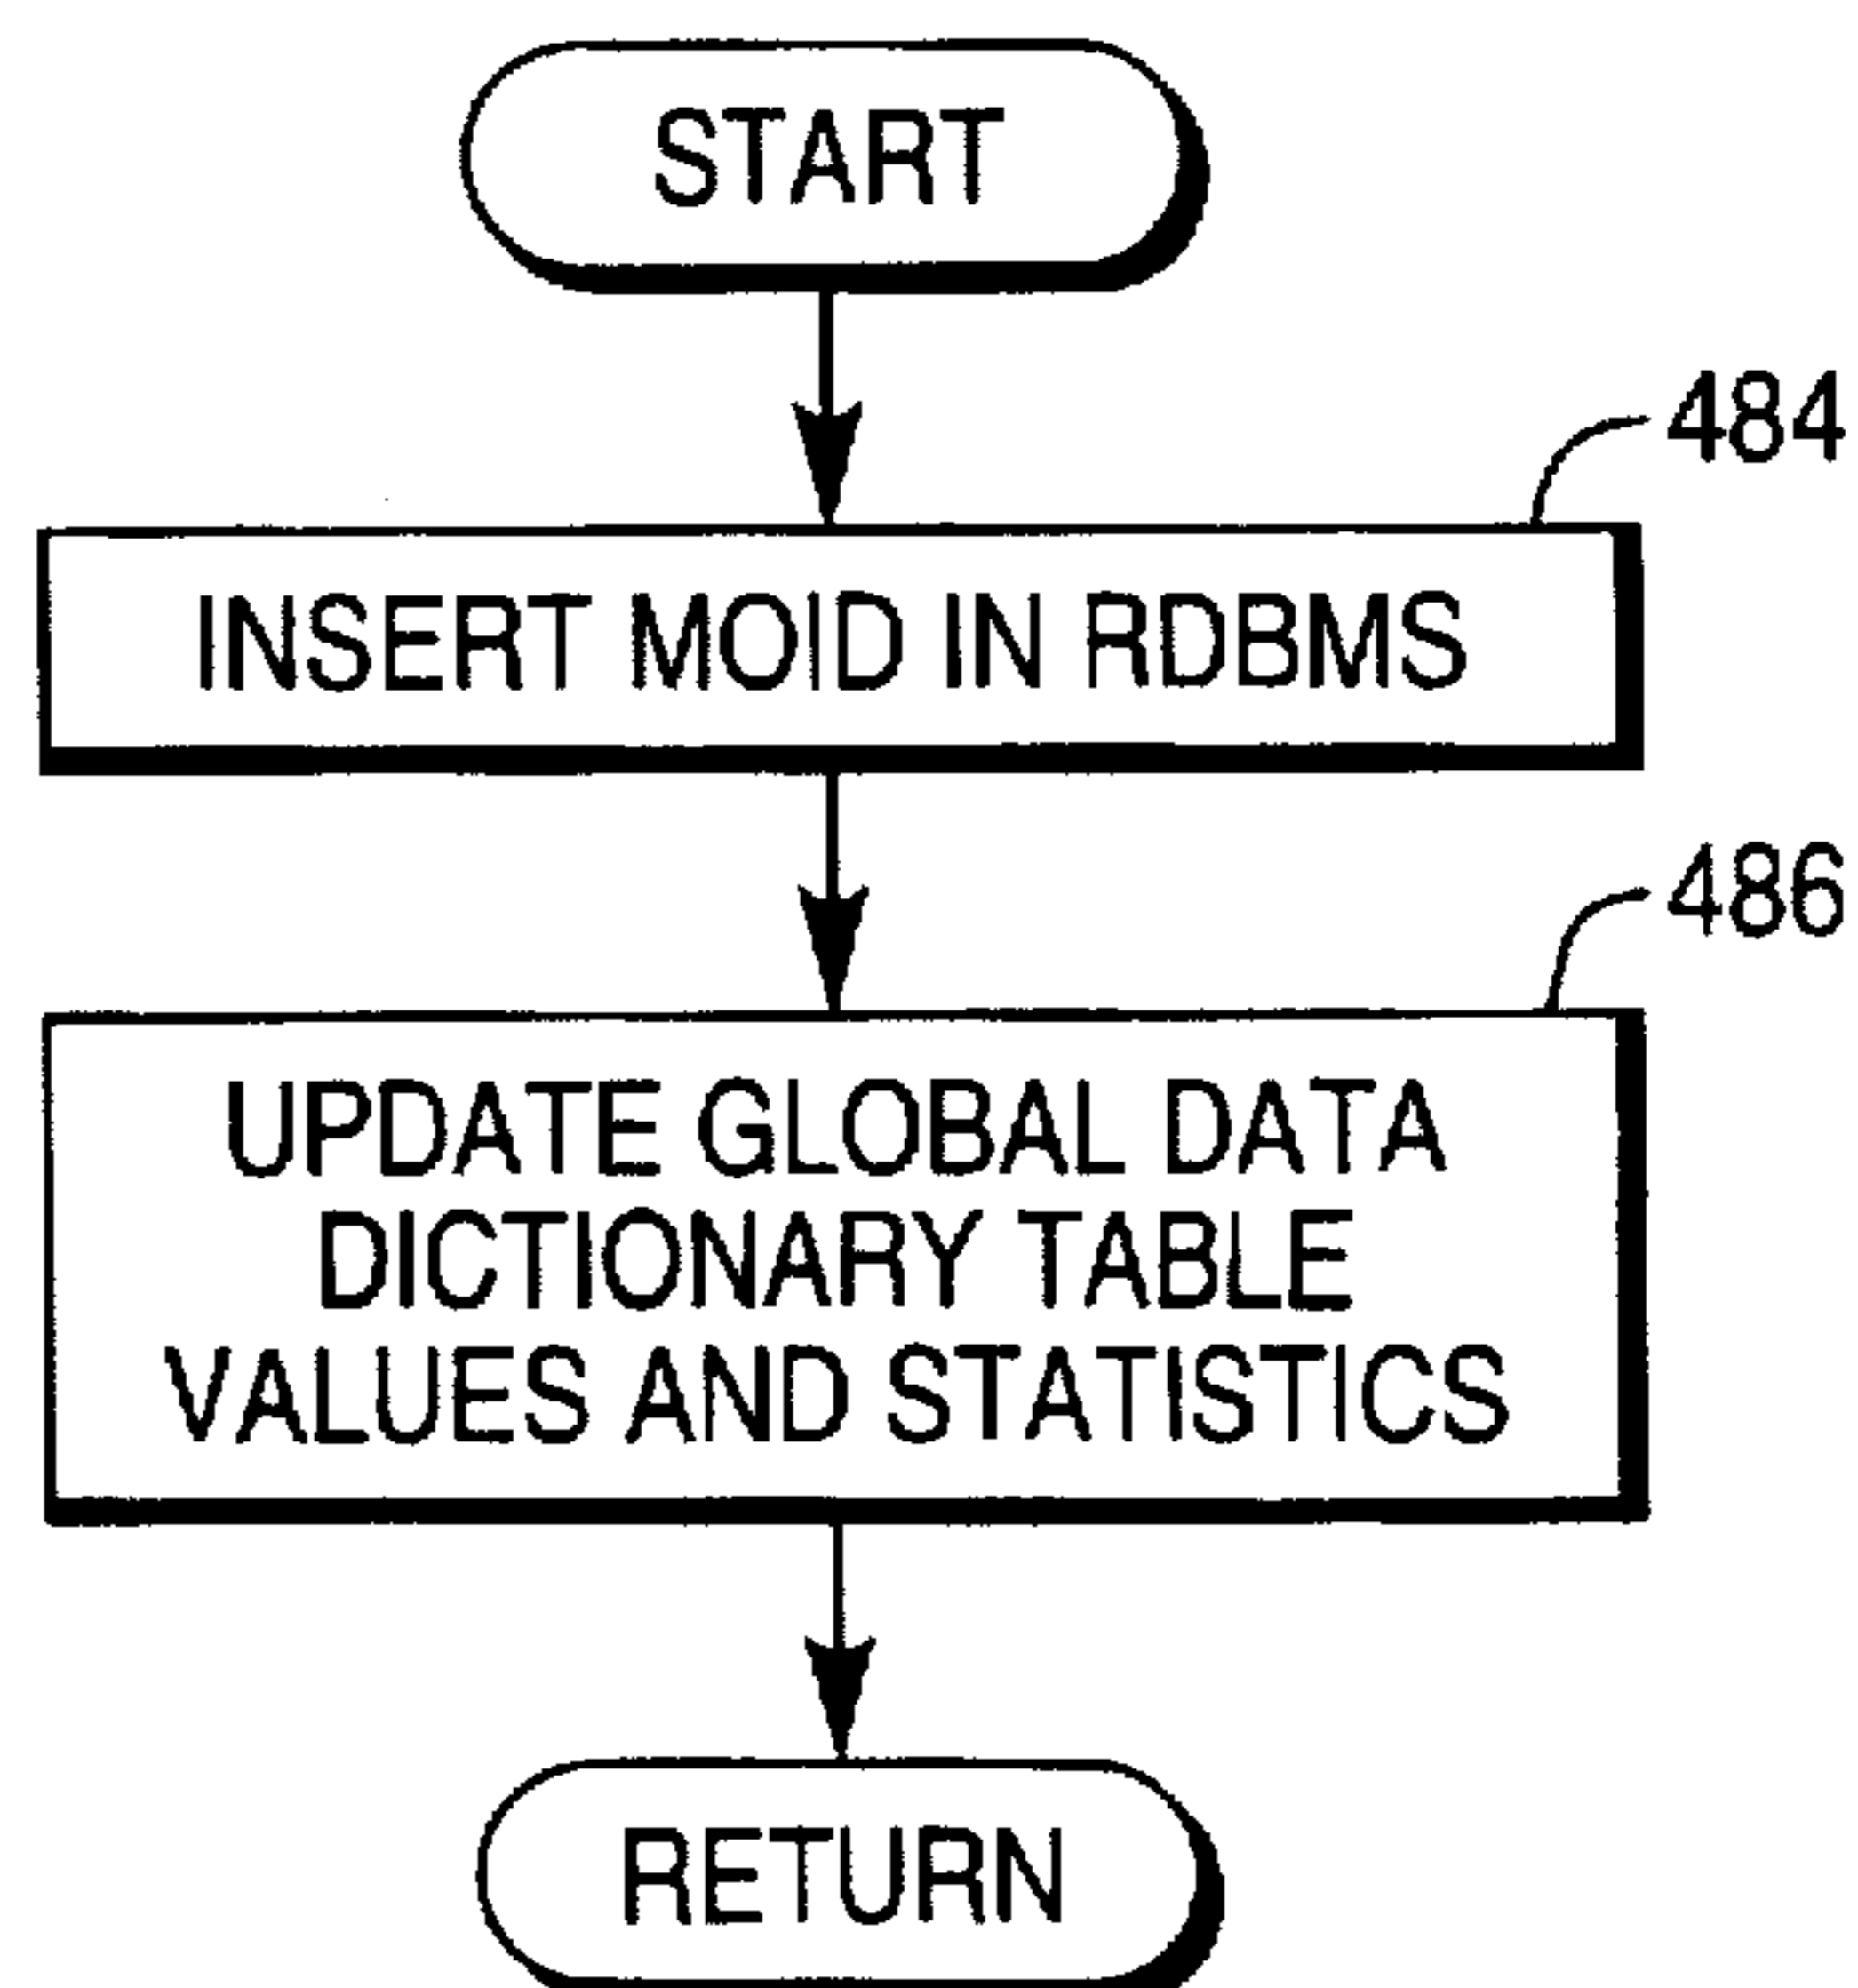 START
484
INSERT MOID IN RDBMS
486
UPDATE GLOBAL DATA
DICTIONARY TABLE
VALUES AND STATISTICS
RETURN